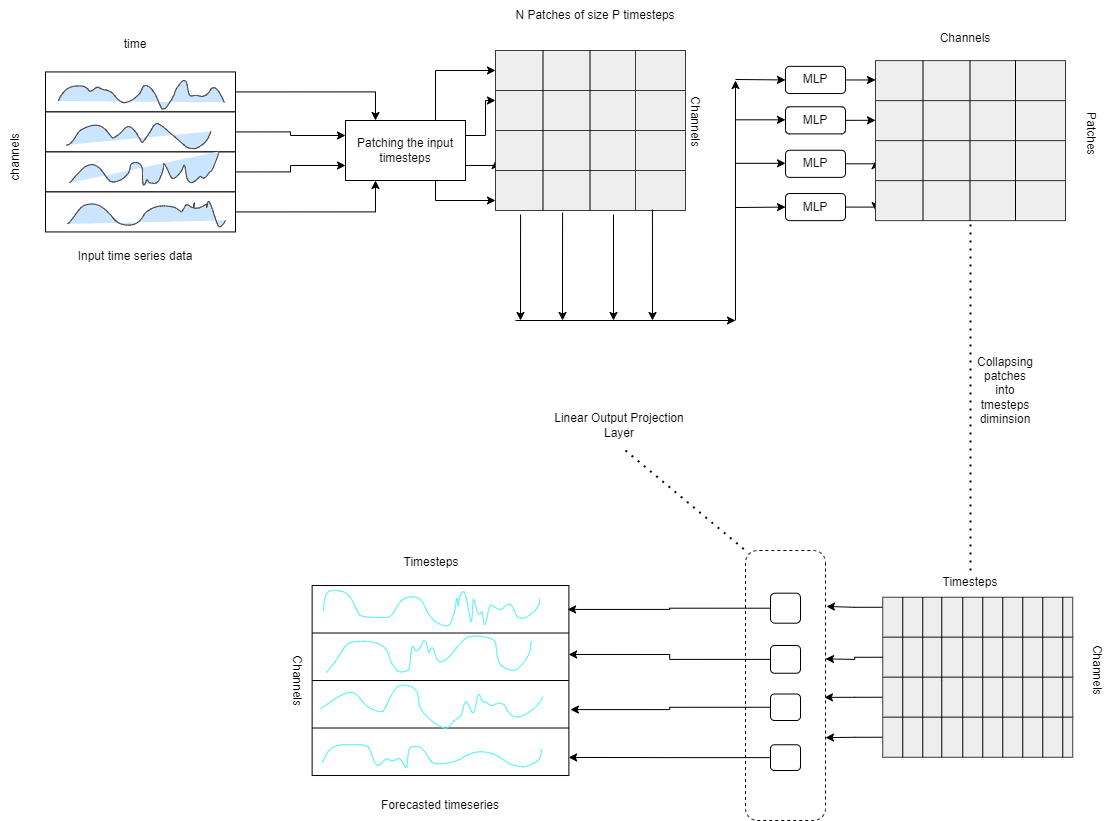 N Patches of size P timesteps
time
Channels
channels
Patching the input
timesteps
Channels
MLP
MLP
MLP
MLP
Patches
Input time series data
Collapsing
patches
into
tmesteps
diminsion
Linear Output Projection
Layer
Timesteps
Timesteps
Channels
Channels
Forecasted timeseries